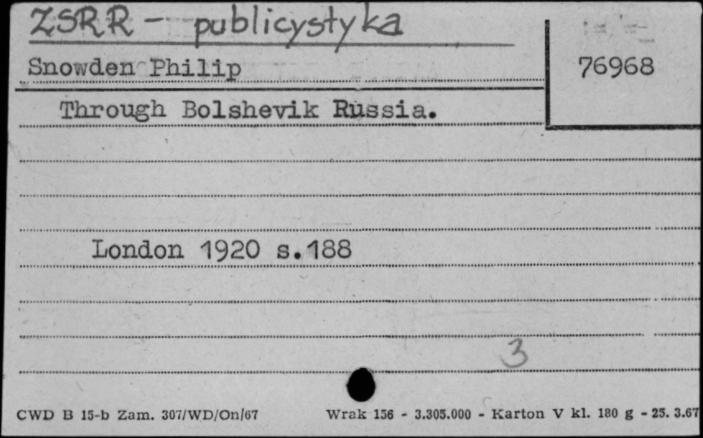 ZSRR - publicystyka
Snowden Philip
76968
Through Bolshevik Russia.
London 1920 s.188
3
CWD B 15-b Zam. 307/WD/On/67 Wrak 156 - 3.305.000 - Karton V kl. 180 g - 25. 3.67